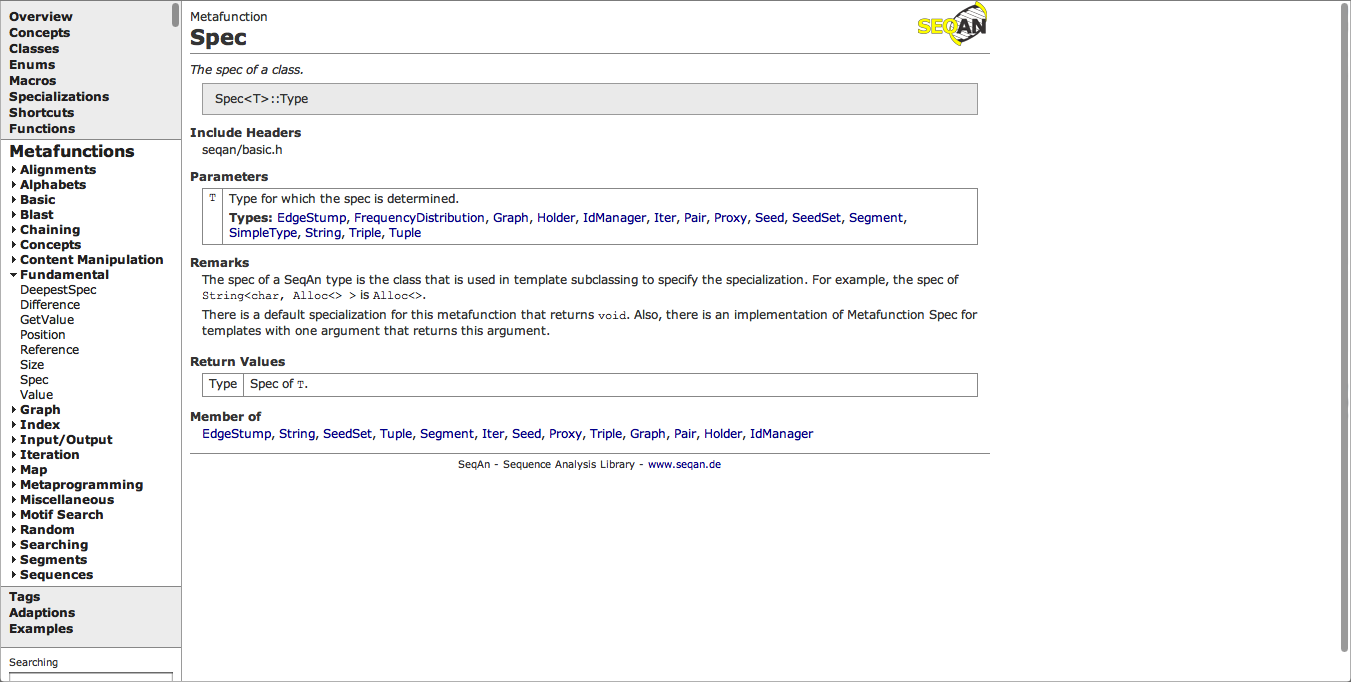 Overview
Concepts
Classes
Enums
Macros
Specializations
Shortcuts
Functions
Metafunctions
Alignments
Alphabets
Basic
Blast
Chaining
Concepts
Content Manipulation
Fundamental
DeepestSpec
Difference
GetValue
Position
Reference
Size
Spec
Value
Graph
Index
Input/Output
Iteration
Map
Metaprogramming
Miscellaneous
Motif Search
Random
Searching
Segments
Sequences
Tags
Adaptions
Examples
Searching
Metafunction
Spec
SEQAN
The spec of a class.
Spec<T>::Type
Include Headers
seqan/basic.h
Parameters
T Type for which the spec is determined.
Types: EdgeStump, FrequencyDistribution, Graph, Holder, IdManager, Iter, Pair, Proxy, Seed, SeedSet, Segment,
SimpleType, String, Triple, Tuple
Remarks
The spec of a SeqAn type is the class that is used in template subclassing to specify the specialization. For example, the spec of
String<char, Alloc<> > is Alloc<>.
There is a default specialization for this metafunction that returns void. Also, there is an implementation of Metafunction Spec for
templates with one argument that returns this argument.
Return Values
Type Spec of T.
Member of
EdgeStump, String, SeedSet, Tuple, Segment, Iter, Seed, Proxy, Triple, Graph, Pair, Holder, IdManager
SeqAn - Sequence Analysis Library - www.seqan.de